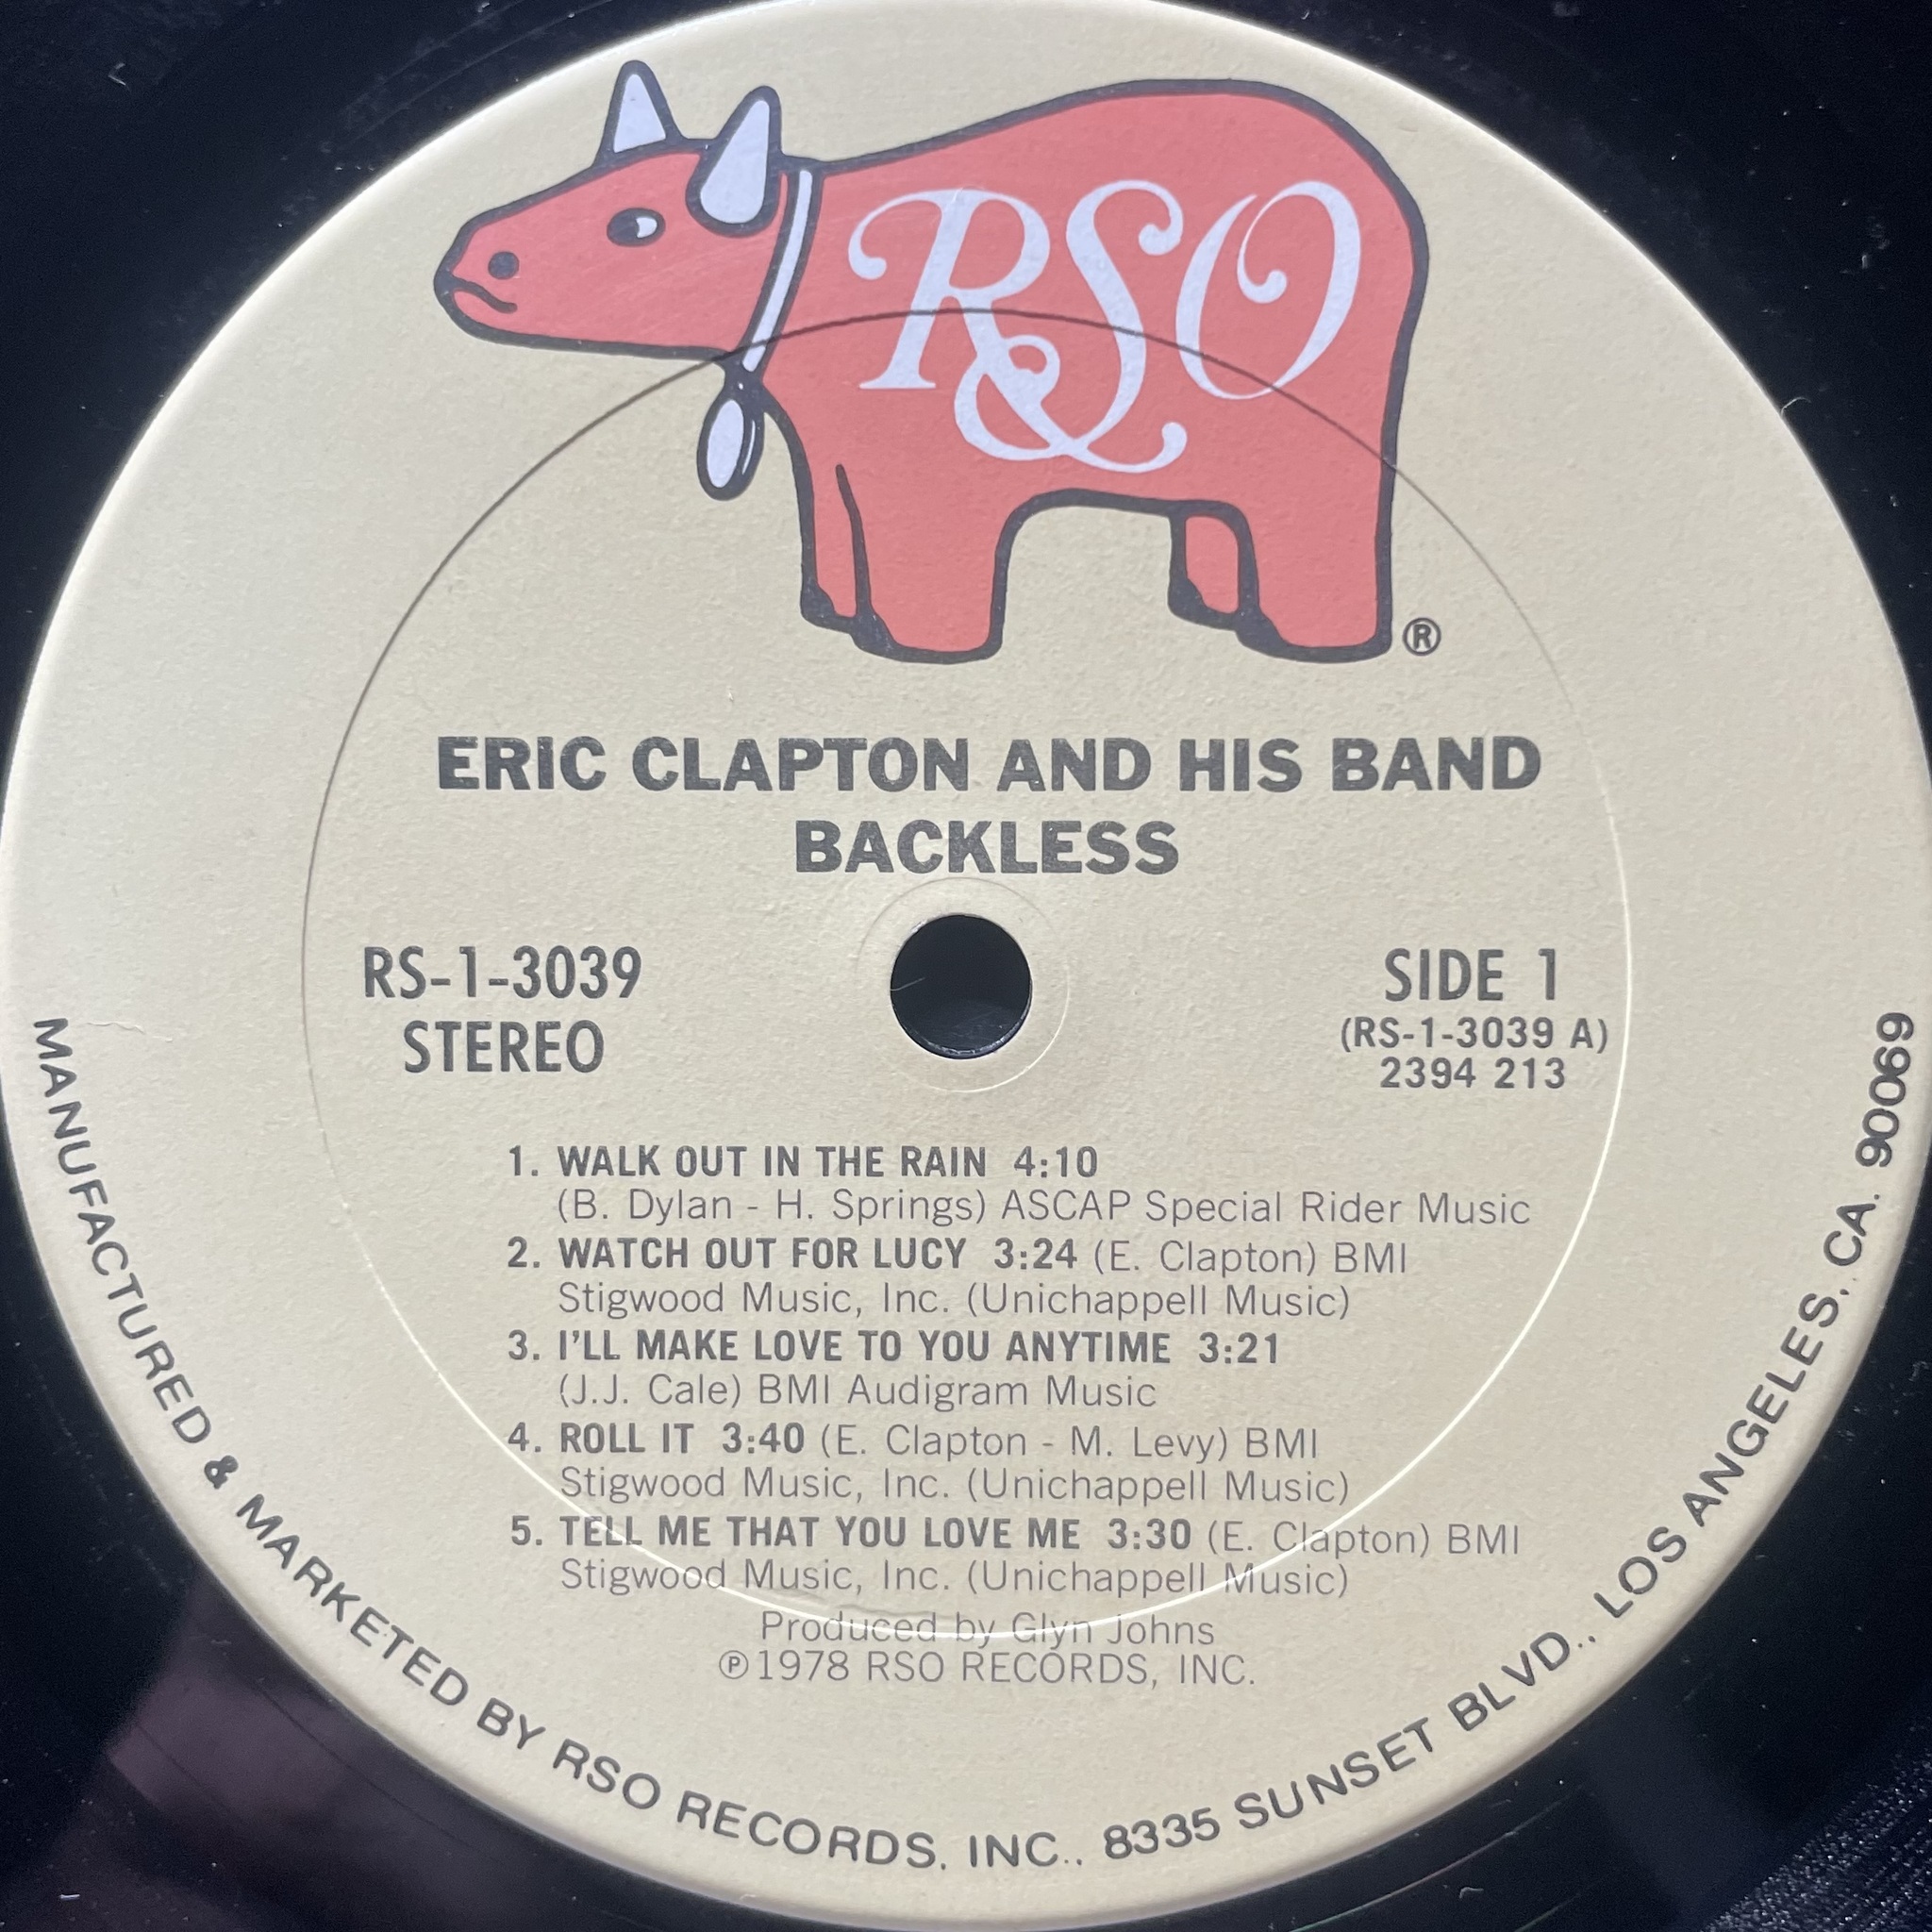 RSO
®
ERIC CLAPTON AND HIS BAND
BACKLESS
RS-1-3039
STEREO
SIDE 1
(RS-1-3039 A)
2394 213
1. WALK OUT IN THE RAIN 4:10
(B. Dylan - H. Springs) ASCAP Special Rider Music
2. WATCH OUT FOR LUCY 3:24 (E. Clapton) BMI
Stigwood Music, Inc. (Unichappell Music)
3. I'LL MAKE LOVE TO YOU ANYTIME 3:21
(J.J. Cale) BMI Audigram Music
4. ROLL IT 3:40 (E. Clapton - M. Levy) BMI
Stigwood Music, Inc. (Unichappell Music)
5. TELL ME THAT YOU LOVE ME 3:30 (E. Clapton) BMI
Stigwood Music, Inc. (Unichappell Music)
Produced by Glyn Johns
℗1978 RSO RECORDS, INC.
MANUFACTURED & MARKETED BY RSO RECORDS, INC., 8335 SUNSET BLVD., LOS ANGELES, CA. 90069